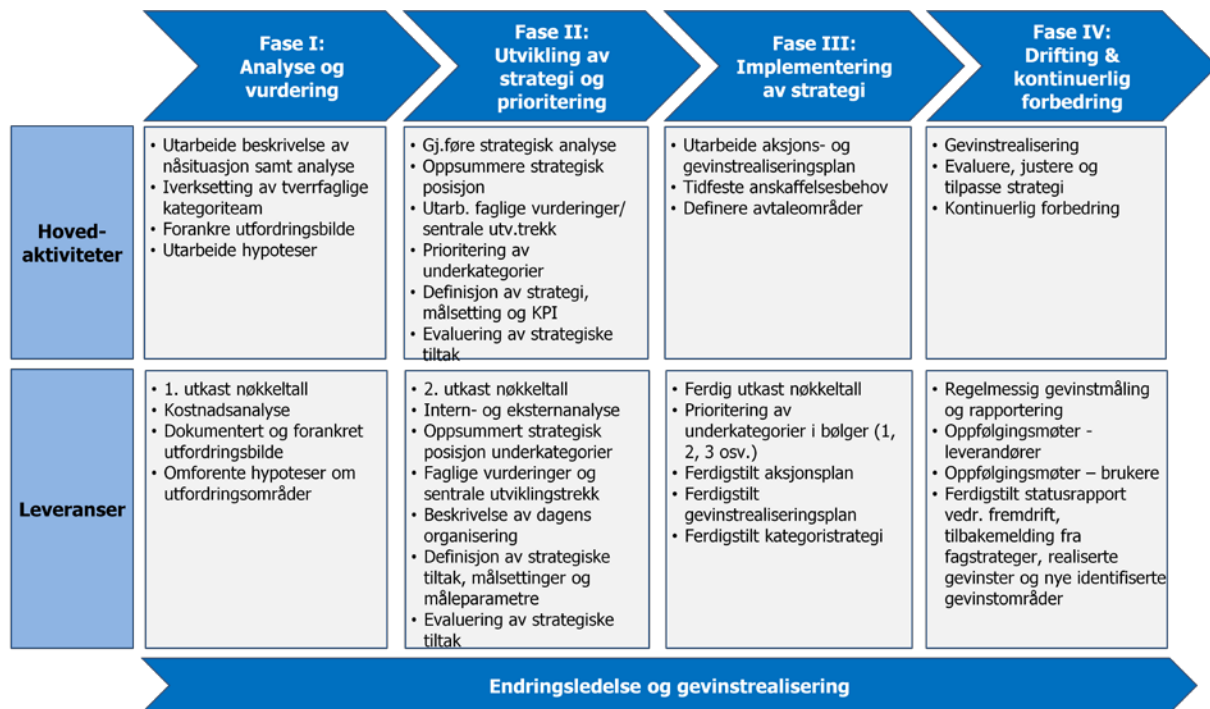 Fase I:
Analyse og
vurdering
Fase II:
Utvikling av
strategi og
prioritering
Fase III:
Implementering
av strategi
Fase IV:
Drifting &
kontinuerlig
forbedring
Hoved-
aktiviteter
• Utarbeide beskrivelse av
nåsituasjon samt analyse
• Iverksetting av tverrfaglige
kategoriteam
• Forankre utfordringsbilde
• Utarbeide hypoteser
• Gj.føre strategisk analyse
• Oppsummere strategisk
posisjon
• Utarb. faglige vurderinger/
sentrale utv.trekk
• Prioritering av
underkategorier
• Definisjon av strategi,
målsetting og KPI
• Evaluering av strategiske
tiltak
• Utarbeide aksjons- og
gevinstrealiseringsplan
• Tidfeste anskaffelsesbehov
• Definere avtaleområder
• Gevinstrealisering
• Evaluere, justere og
tilpasse strategi
• Kontinuerlig forbedring
Leveranser
• 1. utkast nøkkeltall
• Kostnadsanalyse
• Dokumentert og forankret
utfordringsbilde
• Omforente hypoteser om
utfordringsområder
• 2. utkast nøkkeltall
• Intern- og eksternanalyse
• Oppsummert strategisk
posisjon underkategorier
• Faglige vurderinger og
sentrale utviklingstrekk
• Beskrivelse av dagens
organisering
• Definisjon av strategiske
tiltak, målsettinger og
måleparametre
• Evaluering av strategiske
tiltak
• Ferdig utkast nøkkeltall
• Prioritering av
underkategorier i bølger (1,
2, 3 osv.)
• Ferdigstilt aksjonsplan
• Ferdigstilt
gevinstrealiseringsplan
• Ferdigstilt kategoristrategi
• Regelmessig gevinstmåling
og rapportering
• Oppfølgingsmøter -
leverandører
• Oppfølgingsmøter – brukere
• Ferdigstilt statusrapport
vedr. fremdrift,
tilbakemelding fra
fagstrateger, realiserte
gevinster og nye identifiserte
gevinstområder
Endringsledelse og gevinstrealisering